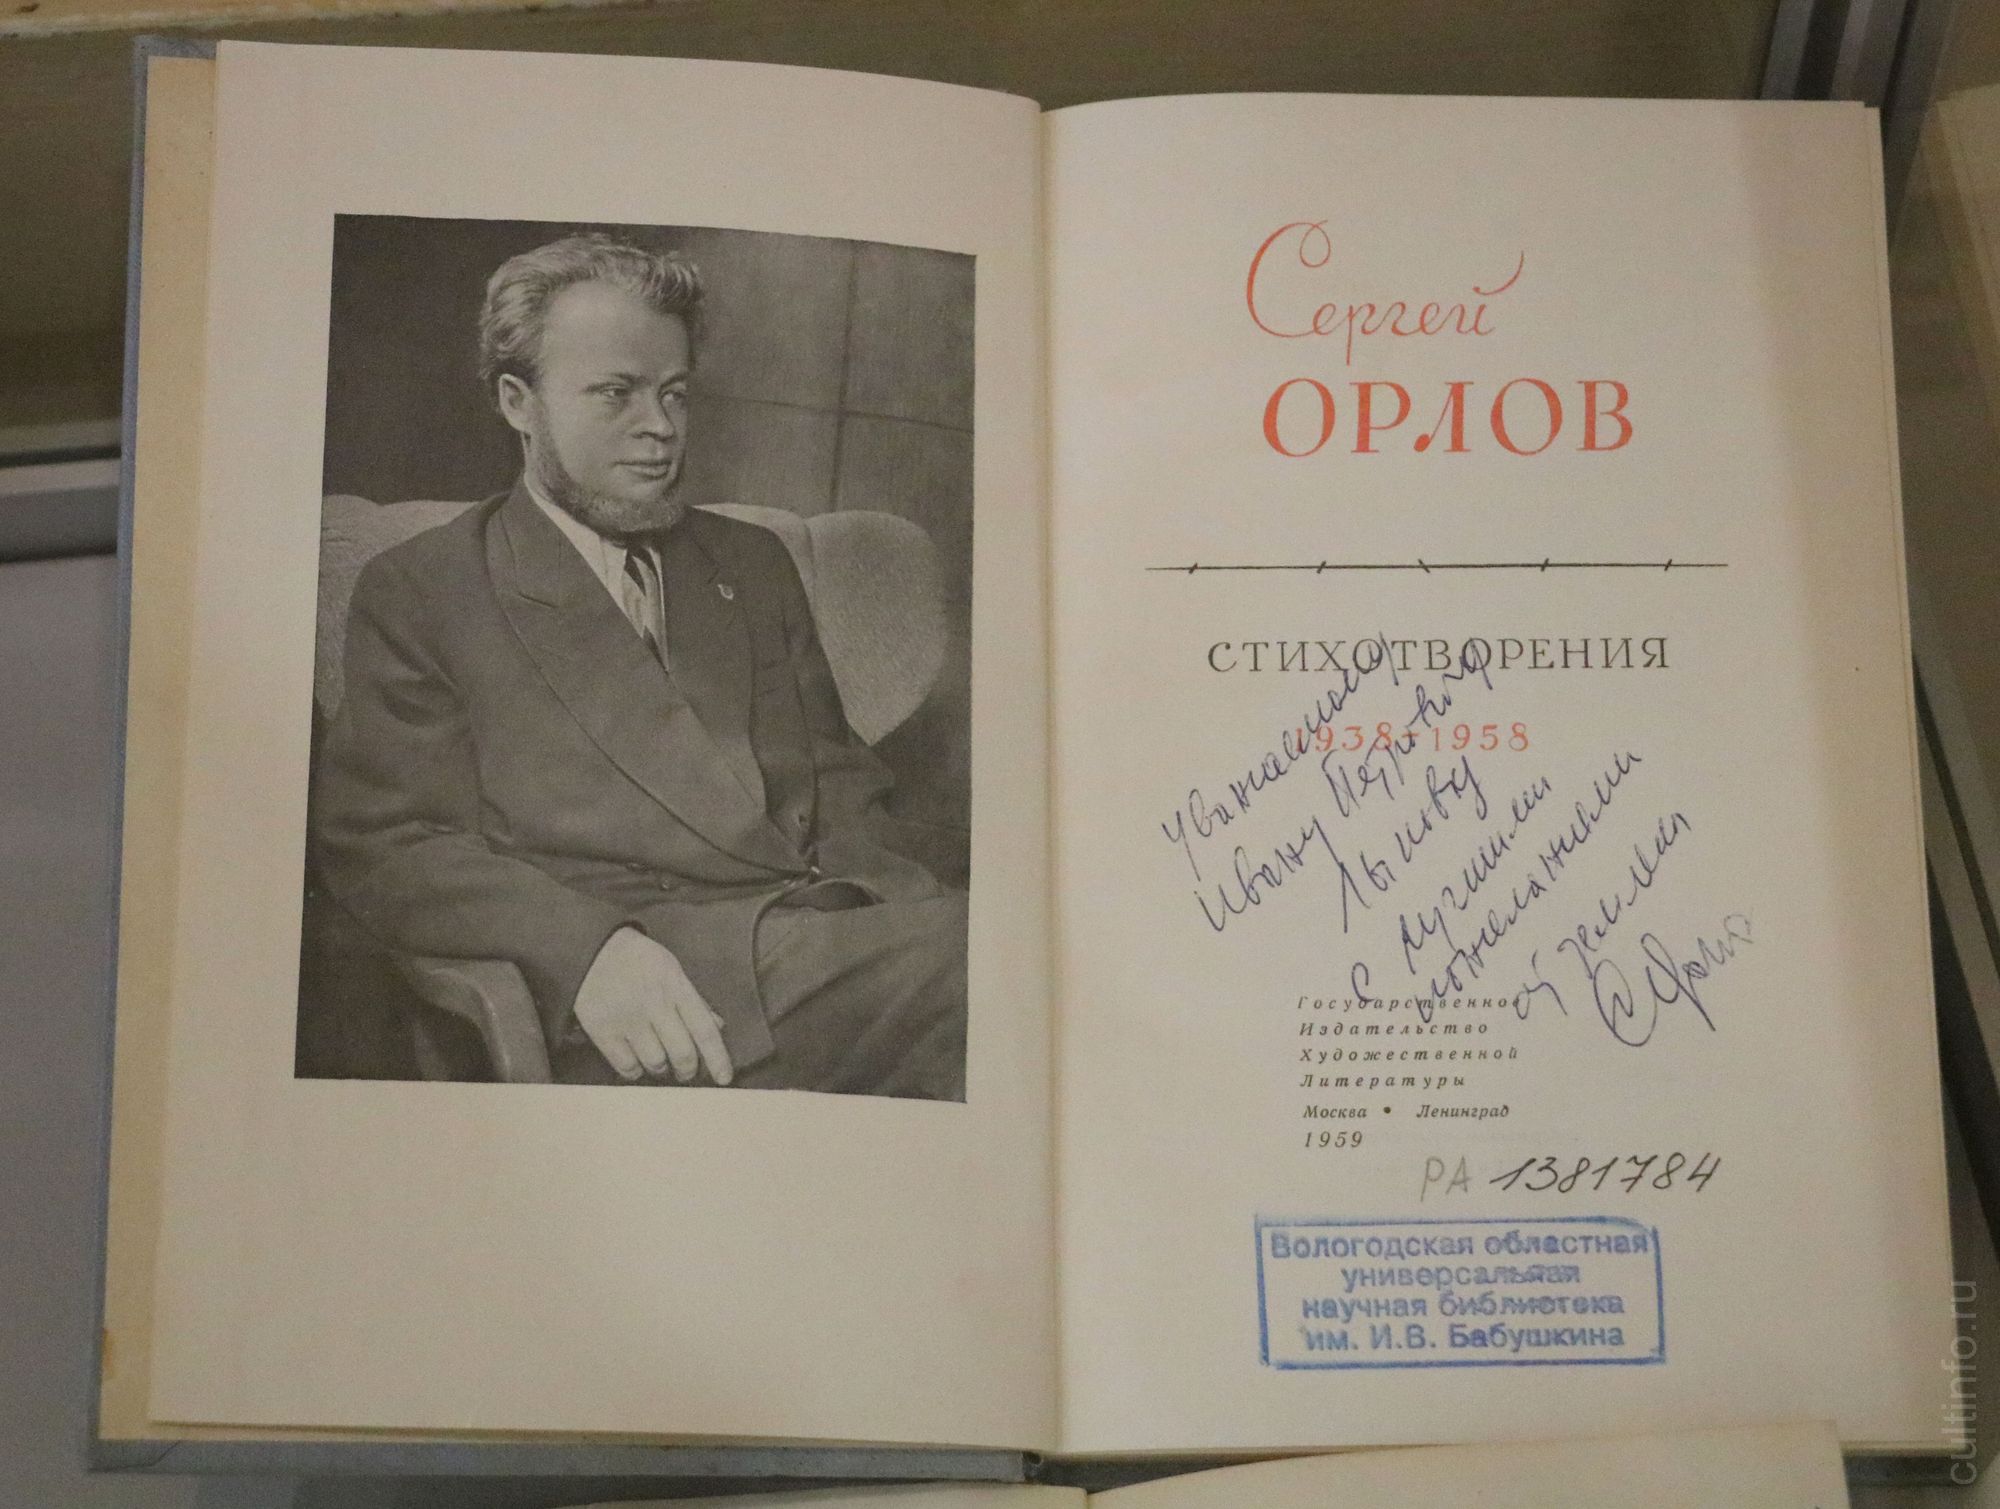 Сергей
ОРЛОВ
СТИХОТВОРЕНИЯ
1938–1958
Уважаемому
Ивану Петровичу
с лучшими
пожеланиями
от земляка
С Орлов
Государственное
Издательство
Художественной
Литературы
Москва • Ленинград
1959
РА 1381784
Вологодская областная
универсальная
научная библиотека
им. И.В. Бабушкина
cultinfo.ru